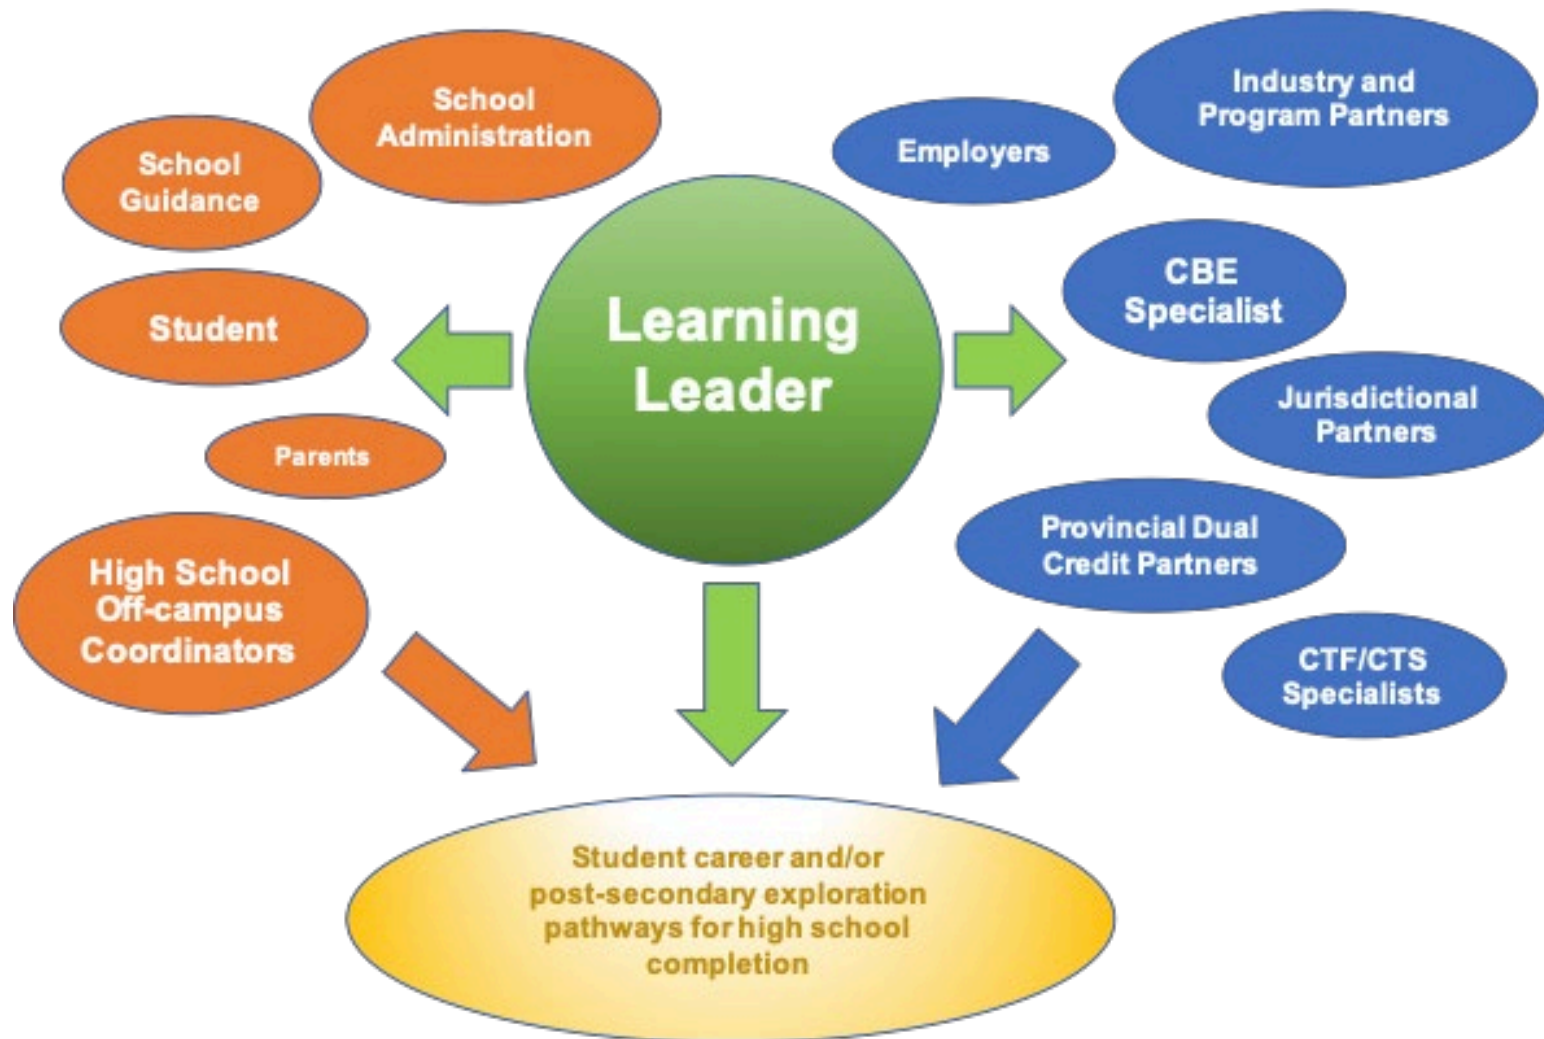 School
Administration
School
Guidance
Student
Parents
High School
Off-campus
Coordinators
Learning
Leader
Employers
Industry and
Program Partners
CBE
Specialist
Jurisdictional
Partners
Provincial Dual
Credit Partners
CTF/CTS
Specialists
Student career and/or
post-secondary exploration
pathways for high school
completion